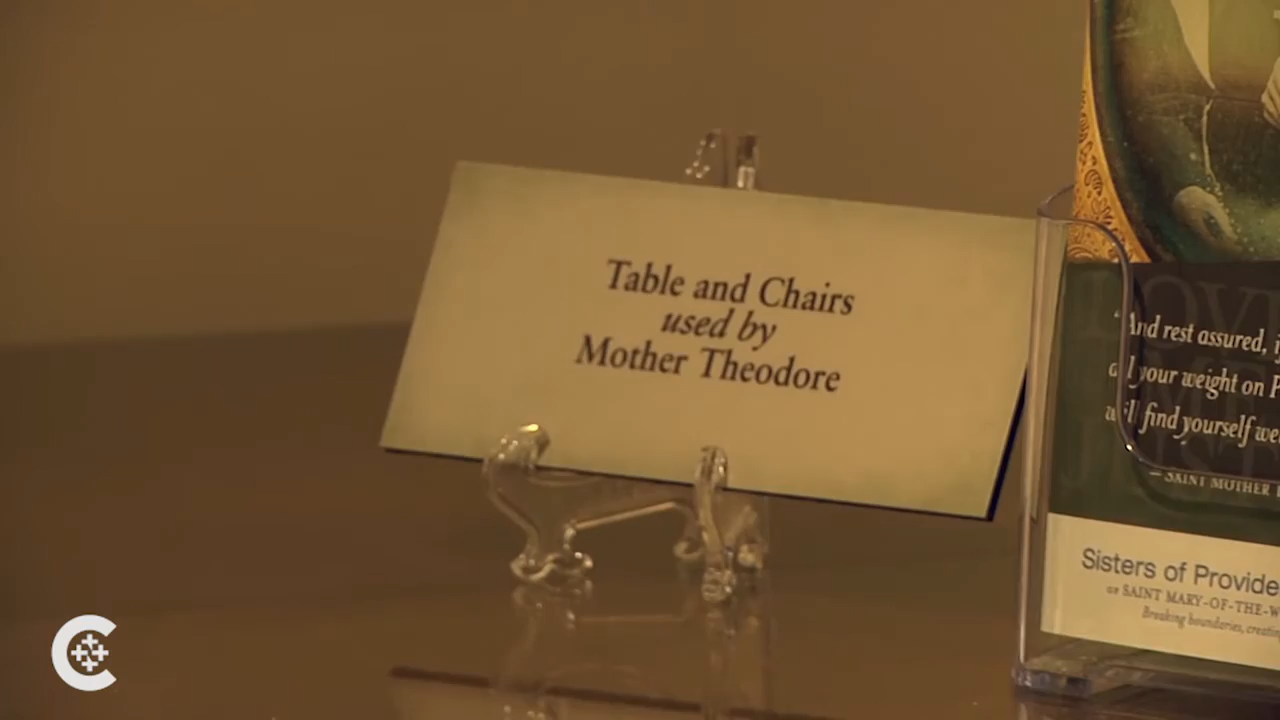 Table and Chairs
used by
Mother Theodore
"And rest assured, i
your weight on P
find yourself we
— SAINT MOTHER
Sisters of Provide
of SAINT MARY-OF-THE-W
Breaking boundaries, creati